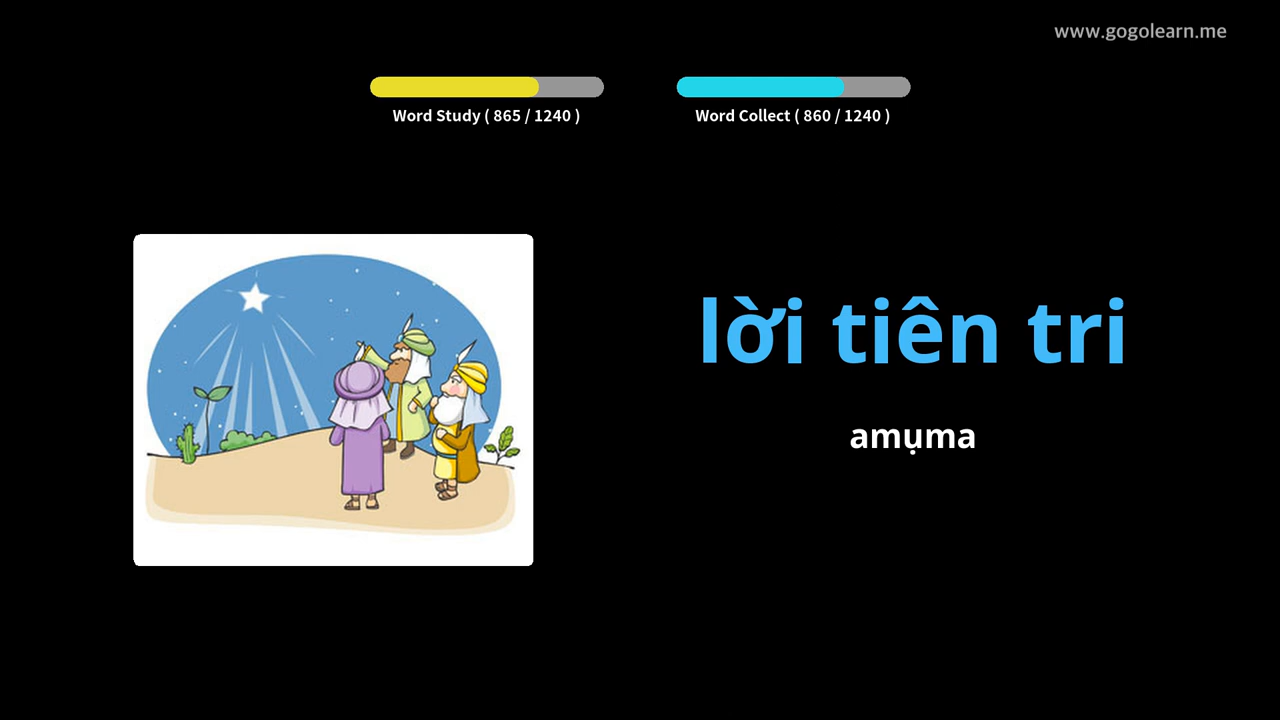 www.gogolearn.me
Word Study ( 865 / 1240 )
Word Collect ( 860 / 1240 )
lời tiên tri
amụma